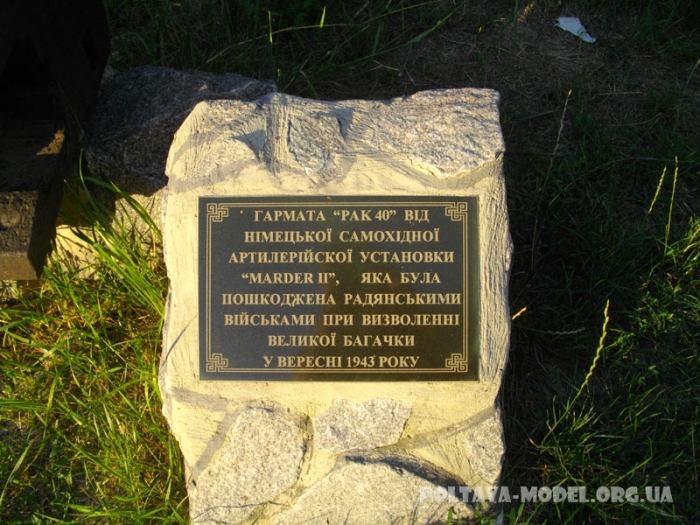 ГАРМАТА “РАК 40” ВІД
НІМЕЦЬКОЇ САМОХІДНОЇ
АРТИЛЕРІЙСКОЇ УСТАНОВКИ
“MARDER II”, ЯКА БУЛА
ПОШКОДЖЕНА РАДЯНСЬКИМИ
ВІЙСЬКАМИ ПРИ ВИЗВОЛЕННІ
ВЕЛИКОЇ БАГАЧКИ
У ВЕРЕСНІ 1943 РОКУ
POLTAVA-MODEL.ORG.UA